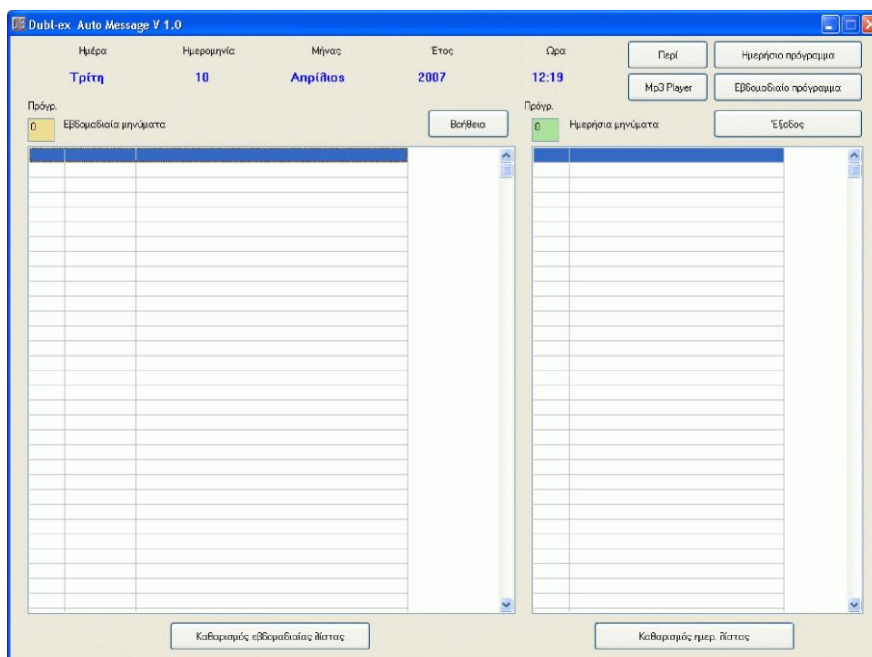 Dubl-ex Auto Message V 1.0
Ημέρα Ημερομηνία Μήνας Έτος Ωρα
Τρίτη 10 Απρίλιος 2007 12:19
Περί Ημερήσιο πρόγραμμα
Mp3 Player Εβδομαδιαίο πρόγραμμα
Πρόγρ. Πρόγρ.
0 Εβδομαδιαία μηνύματα Βοήθεια 0 Ημερήσια μηνύματα Έξοδος
Καθαρισμός εβδομαδιαίας λίστας Καθαρισμός ημερ. λίστας